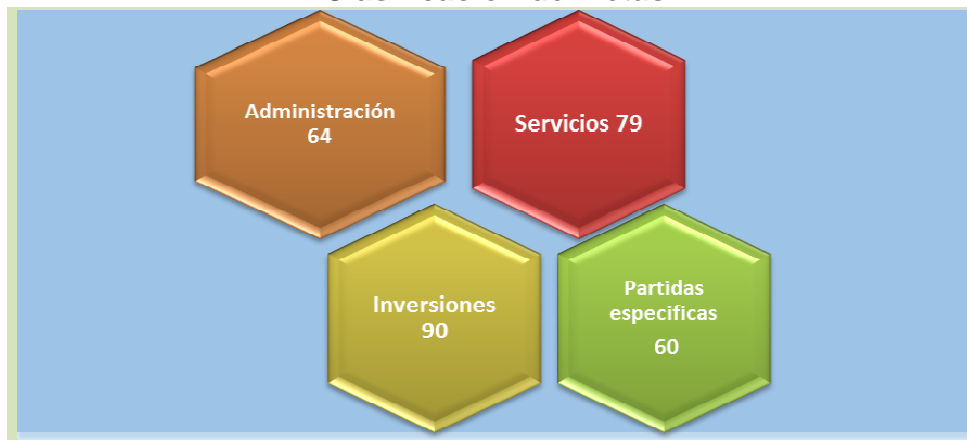 Administración
64
Servicios 79
Inversiones
90
Partidas
especificas
60